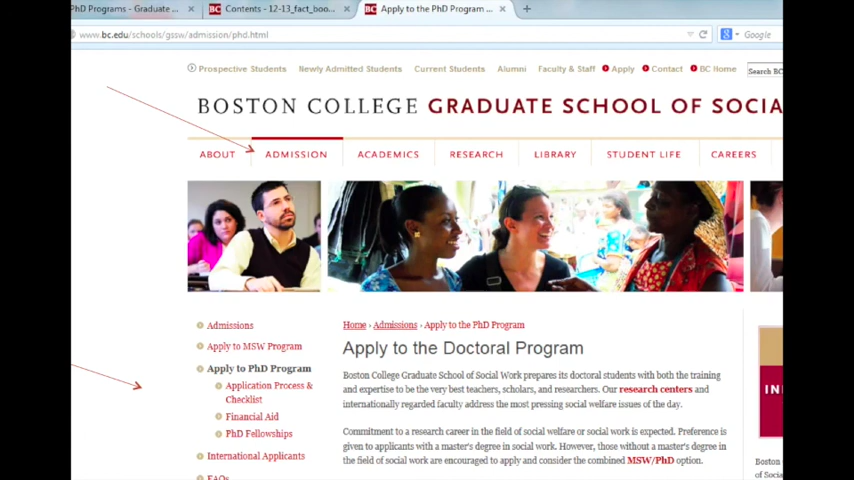 PhD Programs - Graduate ...
Contents - 12-13_fact_boo...
Apply to the PhD Program ...
www.bc.edu/schools/gssw/admission/phd.html
Google
Prospective Students Newly Admitted Students Current Students Alumni Faculty & Staff Apply Contact BC Home Search BC
BOSTON COLLEGE GRADUATE SCHOOL OF SOCIA
ABOUT ADMISSION ACADEMICS RESEARCH LIBRARY STUDENT LIFE CAREERS
Admissions
Apply to MSW Program
Apply to PhD Program
Application Process &
Checklist
Financial Aid
PhD Fellowships
International Applicants
FAQs
Home › Admissions › Apply to the PhD Program
Apply to the Doctoral Program
Boston College Graduate School of Social Work prepares its doctoral students with both the training
and expertise to be the very best teachers, scholars, and researchers. Our research centers and
internationally regarded faculty address the most pressing social welfare issues of the day.
Commitment to a research career in the field of social welfare or social work is expected. Preference is
given to applicants with a master's degree in social work. However, those without a master's degree in
the field of social work are encouraged to apply and consider the combined MSW/PhD option.
IN
Boston
of Social